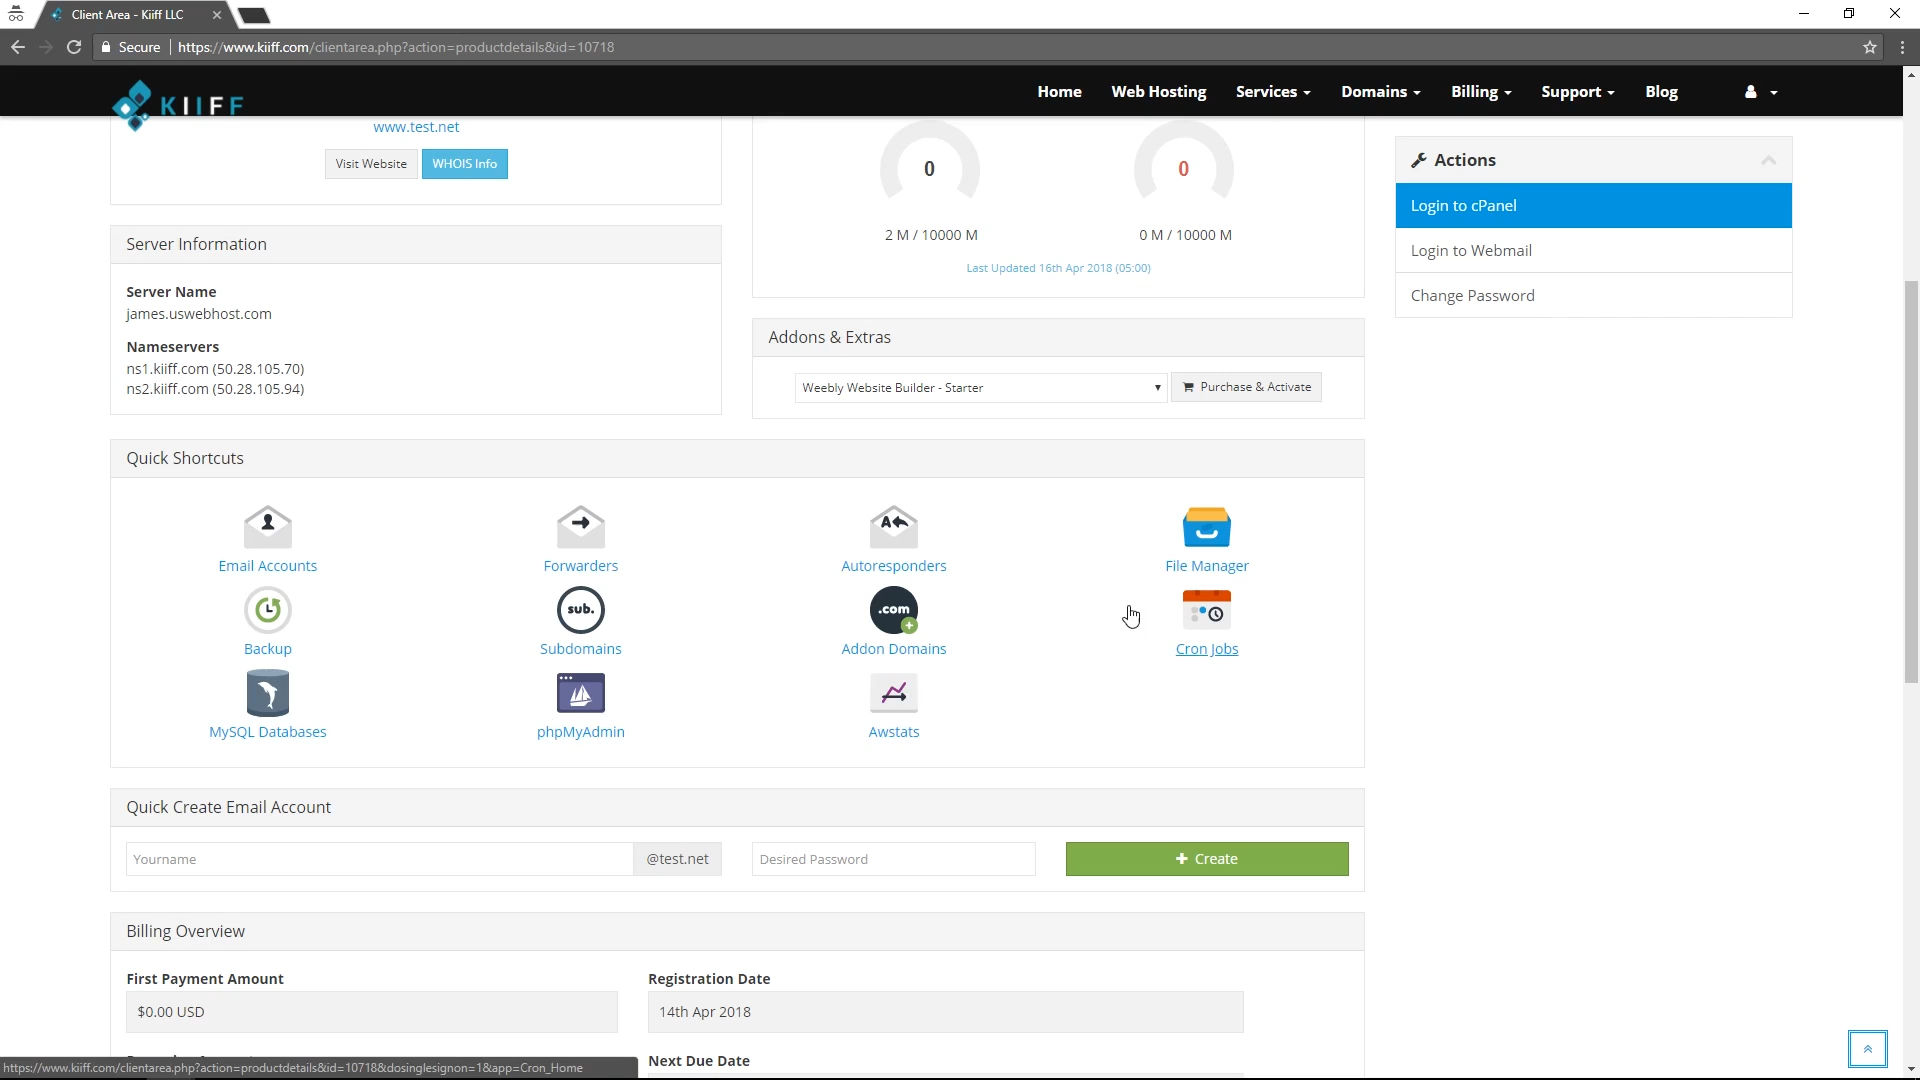 Client Area - Kiiff LLC
Secure https://www.kiiff.com/clientarea.php?action=productdetails&id=10718
KIIFF
Home Web Hosting Services Domains Billing Support Blog
www.test.net
Visit Website WHOIS Info
0
2 M / 10000 M
0
0 M / 10000 M
Last Updated 16th Apr 2018 (05:00)
Actions
Login to cPanel
Login to Webmail
Change Password
Server Information
Server Name
james.uswebhost.com
Nameservers
ns1.kiiff.com (50.28.105.70)
ns2.kiiff.com (50.28.105.94)
Addons & Extras
Weebly Website Builder - Starter
Purchase & Activate
Quick Shortcuts
A
Email Accounts Forwarders Autoresponders File Manager
sub. .com
Backup Subdomains Addon Domains Cron Jobs
MySQL Databases phpMyAdmin Awstats
Quick Create Email Account
Yourname @test.net Desired Password Create
Billing Overview
First Payment Amount
$0.00 USD
Registration Date
14th Apr 2018
Next Due Date
https://www.kiiff.com/clientarea.php?action=productdetails&id=10718&dosinglesignon=1&app=Cron_Home